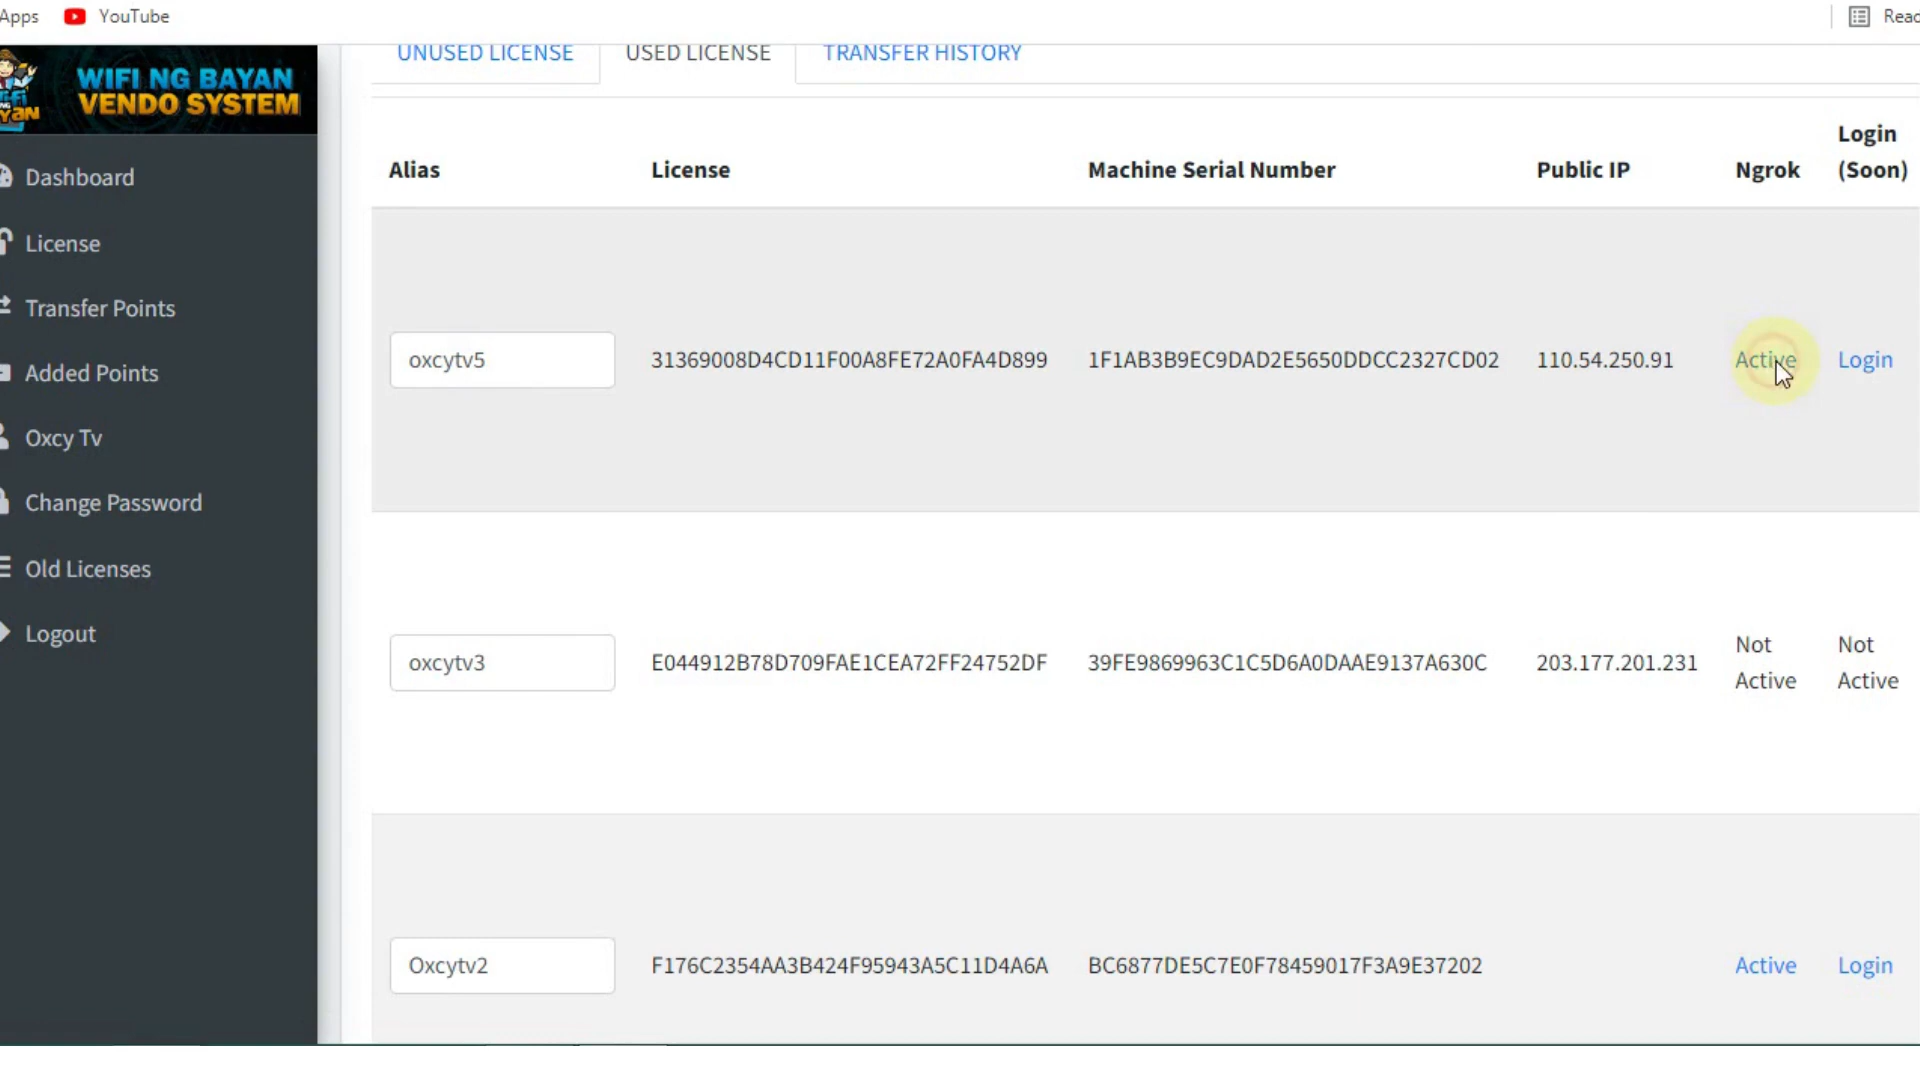 Apps YouTube
WIFI NG BAYAN
VENDO SYSTEM
Dashboard
License
Transfer Points
Added Points
Oxcy Tv
Change Password
Old Licenses
Logout
UNUSED LICENSE USED LICENSE TRANSFER HISTORY
Alias License Machine Serial Number Public IP Ngrok Login (Soon)
oxcytv5 31369008D4CD11F00A8FE72A0FA4D899 1F1AB3B9EC9DAD2E5650DDCC2327CD02 110.54.250.91 Active Login
oxcytv3 E044912B78D709FAE1CEA72FF24752DF 39FE9869963C1C5D6A0DAAE9137A630C 203.177.201.231 Not Active Not Active
Oxcytv2 F176C2354AA3B424F95943A5C11D4A6A BC6877DE5C7E0F78459017F3A9E37202 Active Login